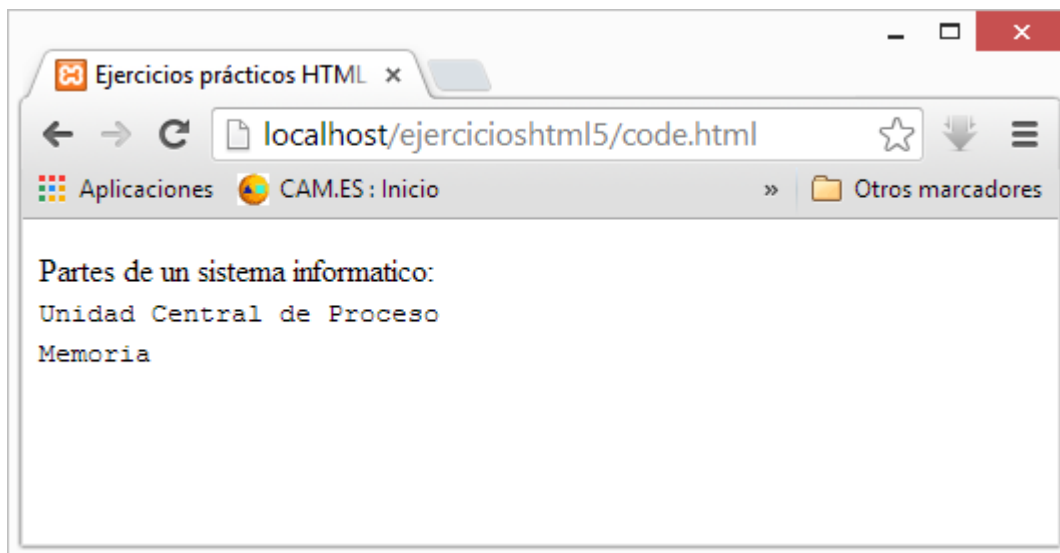 Ejercicios prácticos HTML
localhost/ejercicioshtml5/code.html
Aplicaciones CAM.ES : Inicio » Otros marcadores
Partes de un sistema informatico:
Unidad Central de Proceso
Memoria